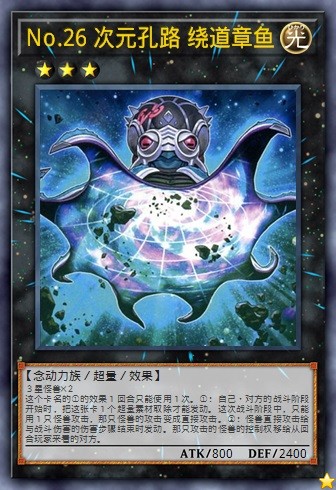 No.26 次元孔路 绕道章鱼
光
【念动力族／超量／效果】
３星怪兽×２
这个卡名的①的效果１回合只能使用１次。①：自己·对方的战斗阶段
开始时，把这张卡１个超量素材取除才能发动。这次战斗阶段中，只能
用１只怪兽攻击，那只怪兽的攻击变成直接攻击。②：怪兽直接攻击给
与战斗伤害的伤害步骤结束时发动。那只攻击的怪兽的控制权移给从回
合玩家来看的对方。
ATK/800 DEF/2400